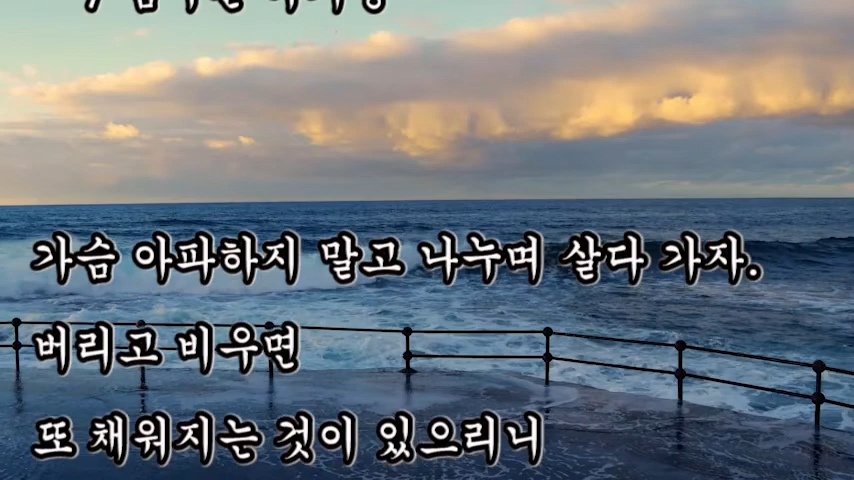 가슴 아파하지 말고 나누며 살다 가자.
버리고 비우면
또 채워지는 것이 있으리니